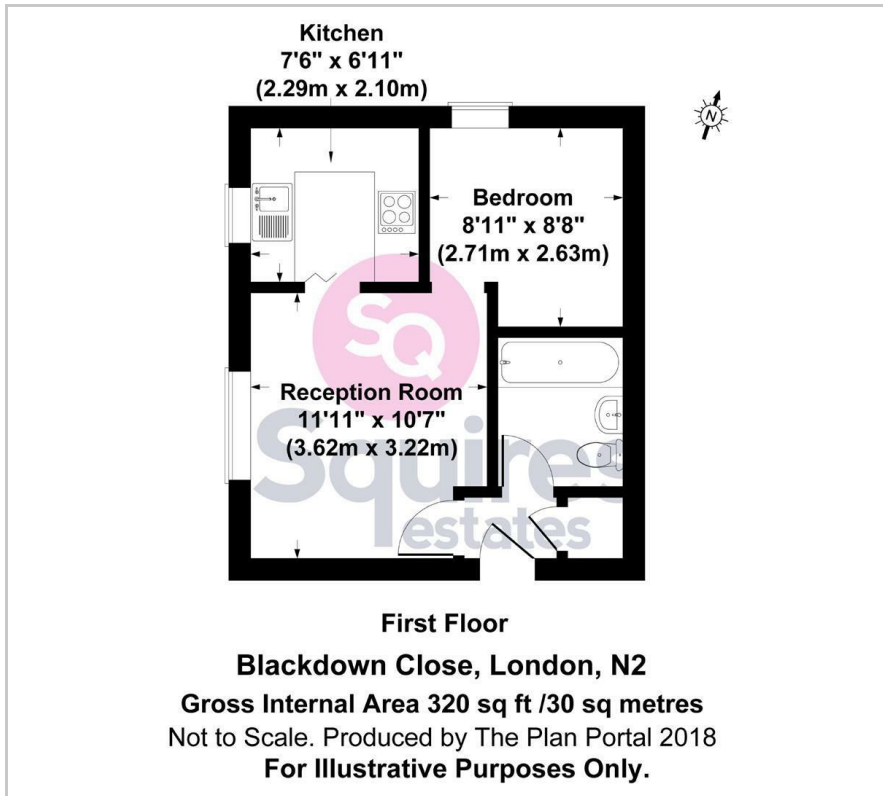 Kitchen
7'6" x 6'11"
(2.29m x 2.10m)
N
Bedroom
8'11" x 8'8"
(2.71m x 2.63m)
SQ
Reception Room
11'11" x 10'7"
(3.62m x 3.22m)
Squires
estates
First Floor
Blackdown Close, London, N2
Gross Internal Area 320 sq ft /30 sq metres
Not to Scale. Produced by The Plan Portal 2018
For Illustrative Purposes Only.